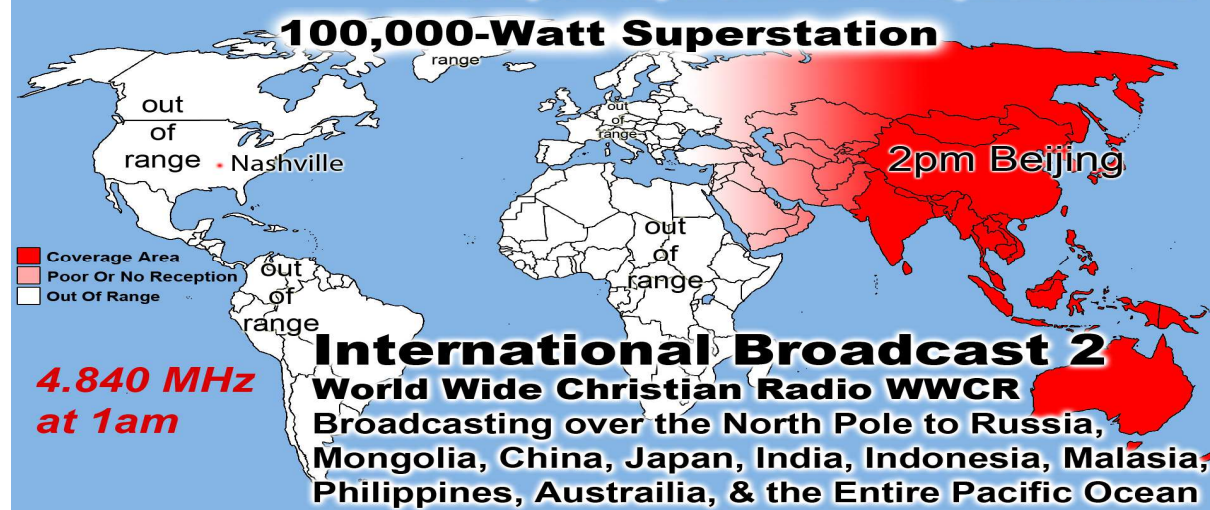 100,000-Watt Superstation
range
out
of
range
Nashville
out
of
range
2pm Beijing
out
of
range
Coverage Area
Poor Or No Reception
Out Of Range
out
of
range
International Broadcast 2
4.840 MHz
at 1am
World Wide Christian Radio WWCR
Broadcasting over the North Pole to Russia,
Mongolia, China, Japan, India, Indonesia, Malasia,
Philippines, Austrailia, & the Entire Pacific Ocean